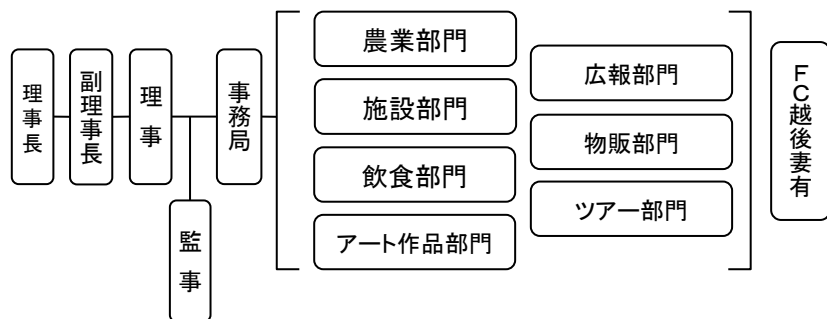 理事長
副理事長
理事
監事
事務局
農業部門
施設部門
飲食部門
アート作品部門
広報部門
物販部門
ツアー部門
FC越後妻有